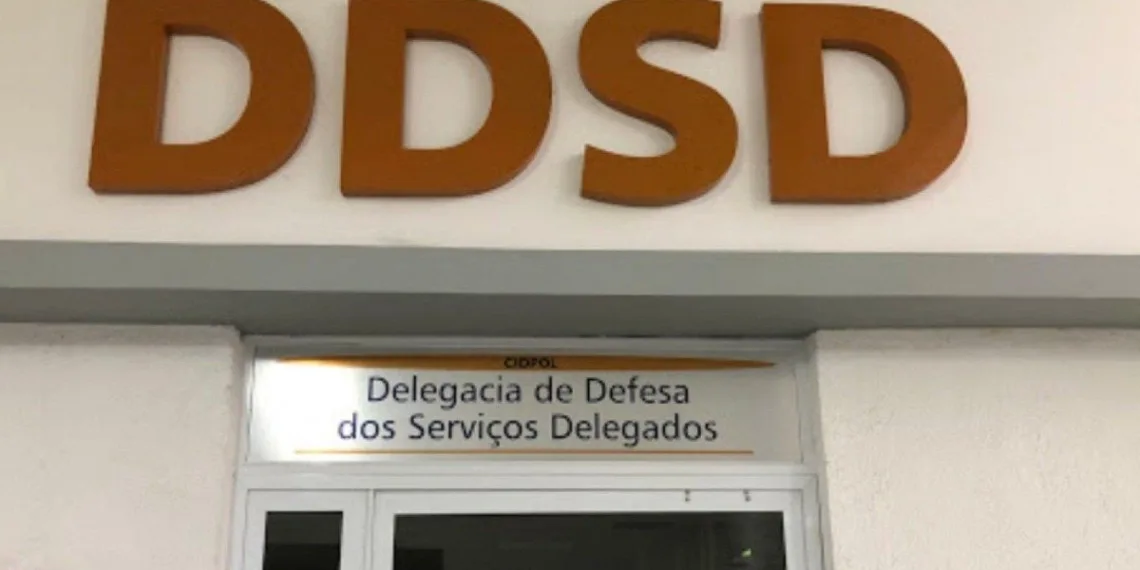 DDSD
CIDPOL
Delegacia de Defesa
dos Serviços Delegados